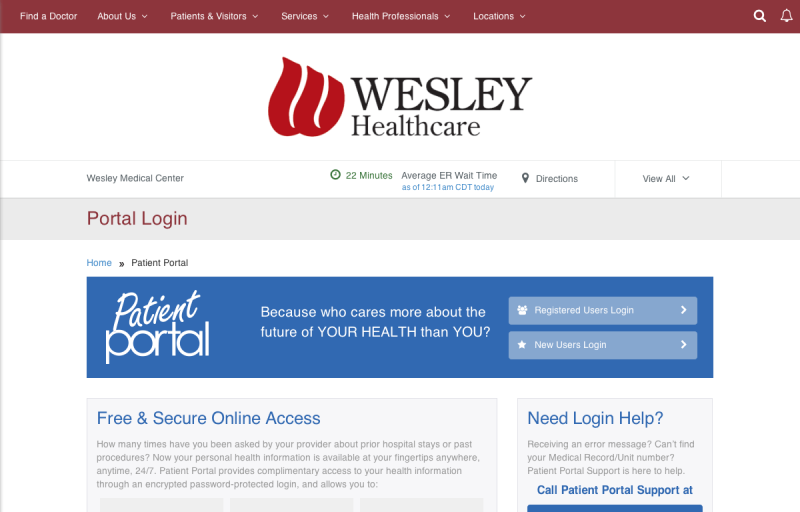 Find a Doctor About Us Patients & Visitors Services Health Professionals Locations
WESLEY
Healthcare
Wesley Medical Center 22 Minutes Average ER Wait Time Directions View All
as of 12:11am CDT today
Portal Login
Home » Patient Portal
Patient
portal
Because who cares more about the
future of YOUR HEALTH than YOU?
Registered Users Login
New Users Login
Free & Secure Online Access
How many times have you been asked by your provider about prior hospital stays or past
procedures? Now your personal health information is available at your fingertips anywhere,
anytime, 24/7. Patient Portal provides complimentary access to your health information
through an encrypted password-protected login, and allows you to:
Need Login Help?
Receiving an error message? Can't find
your Medical Record/Unit number?
Patient Portal Support is here to help.
Call Patient Portal Support at